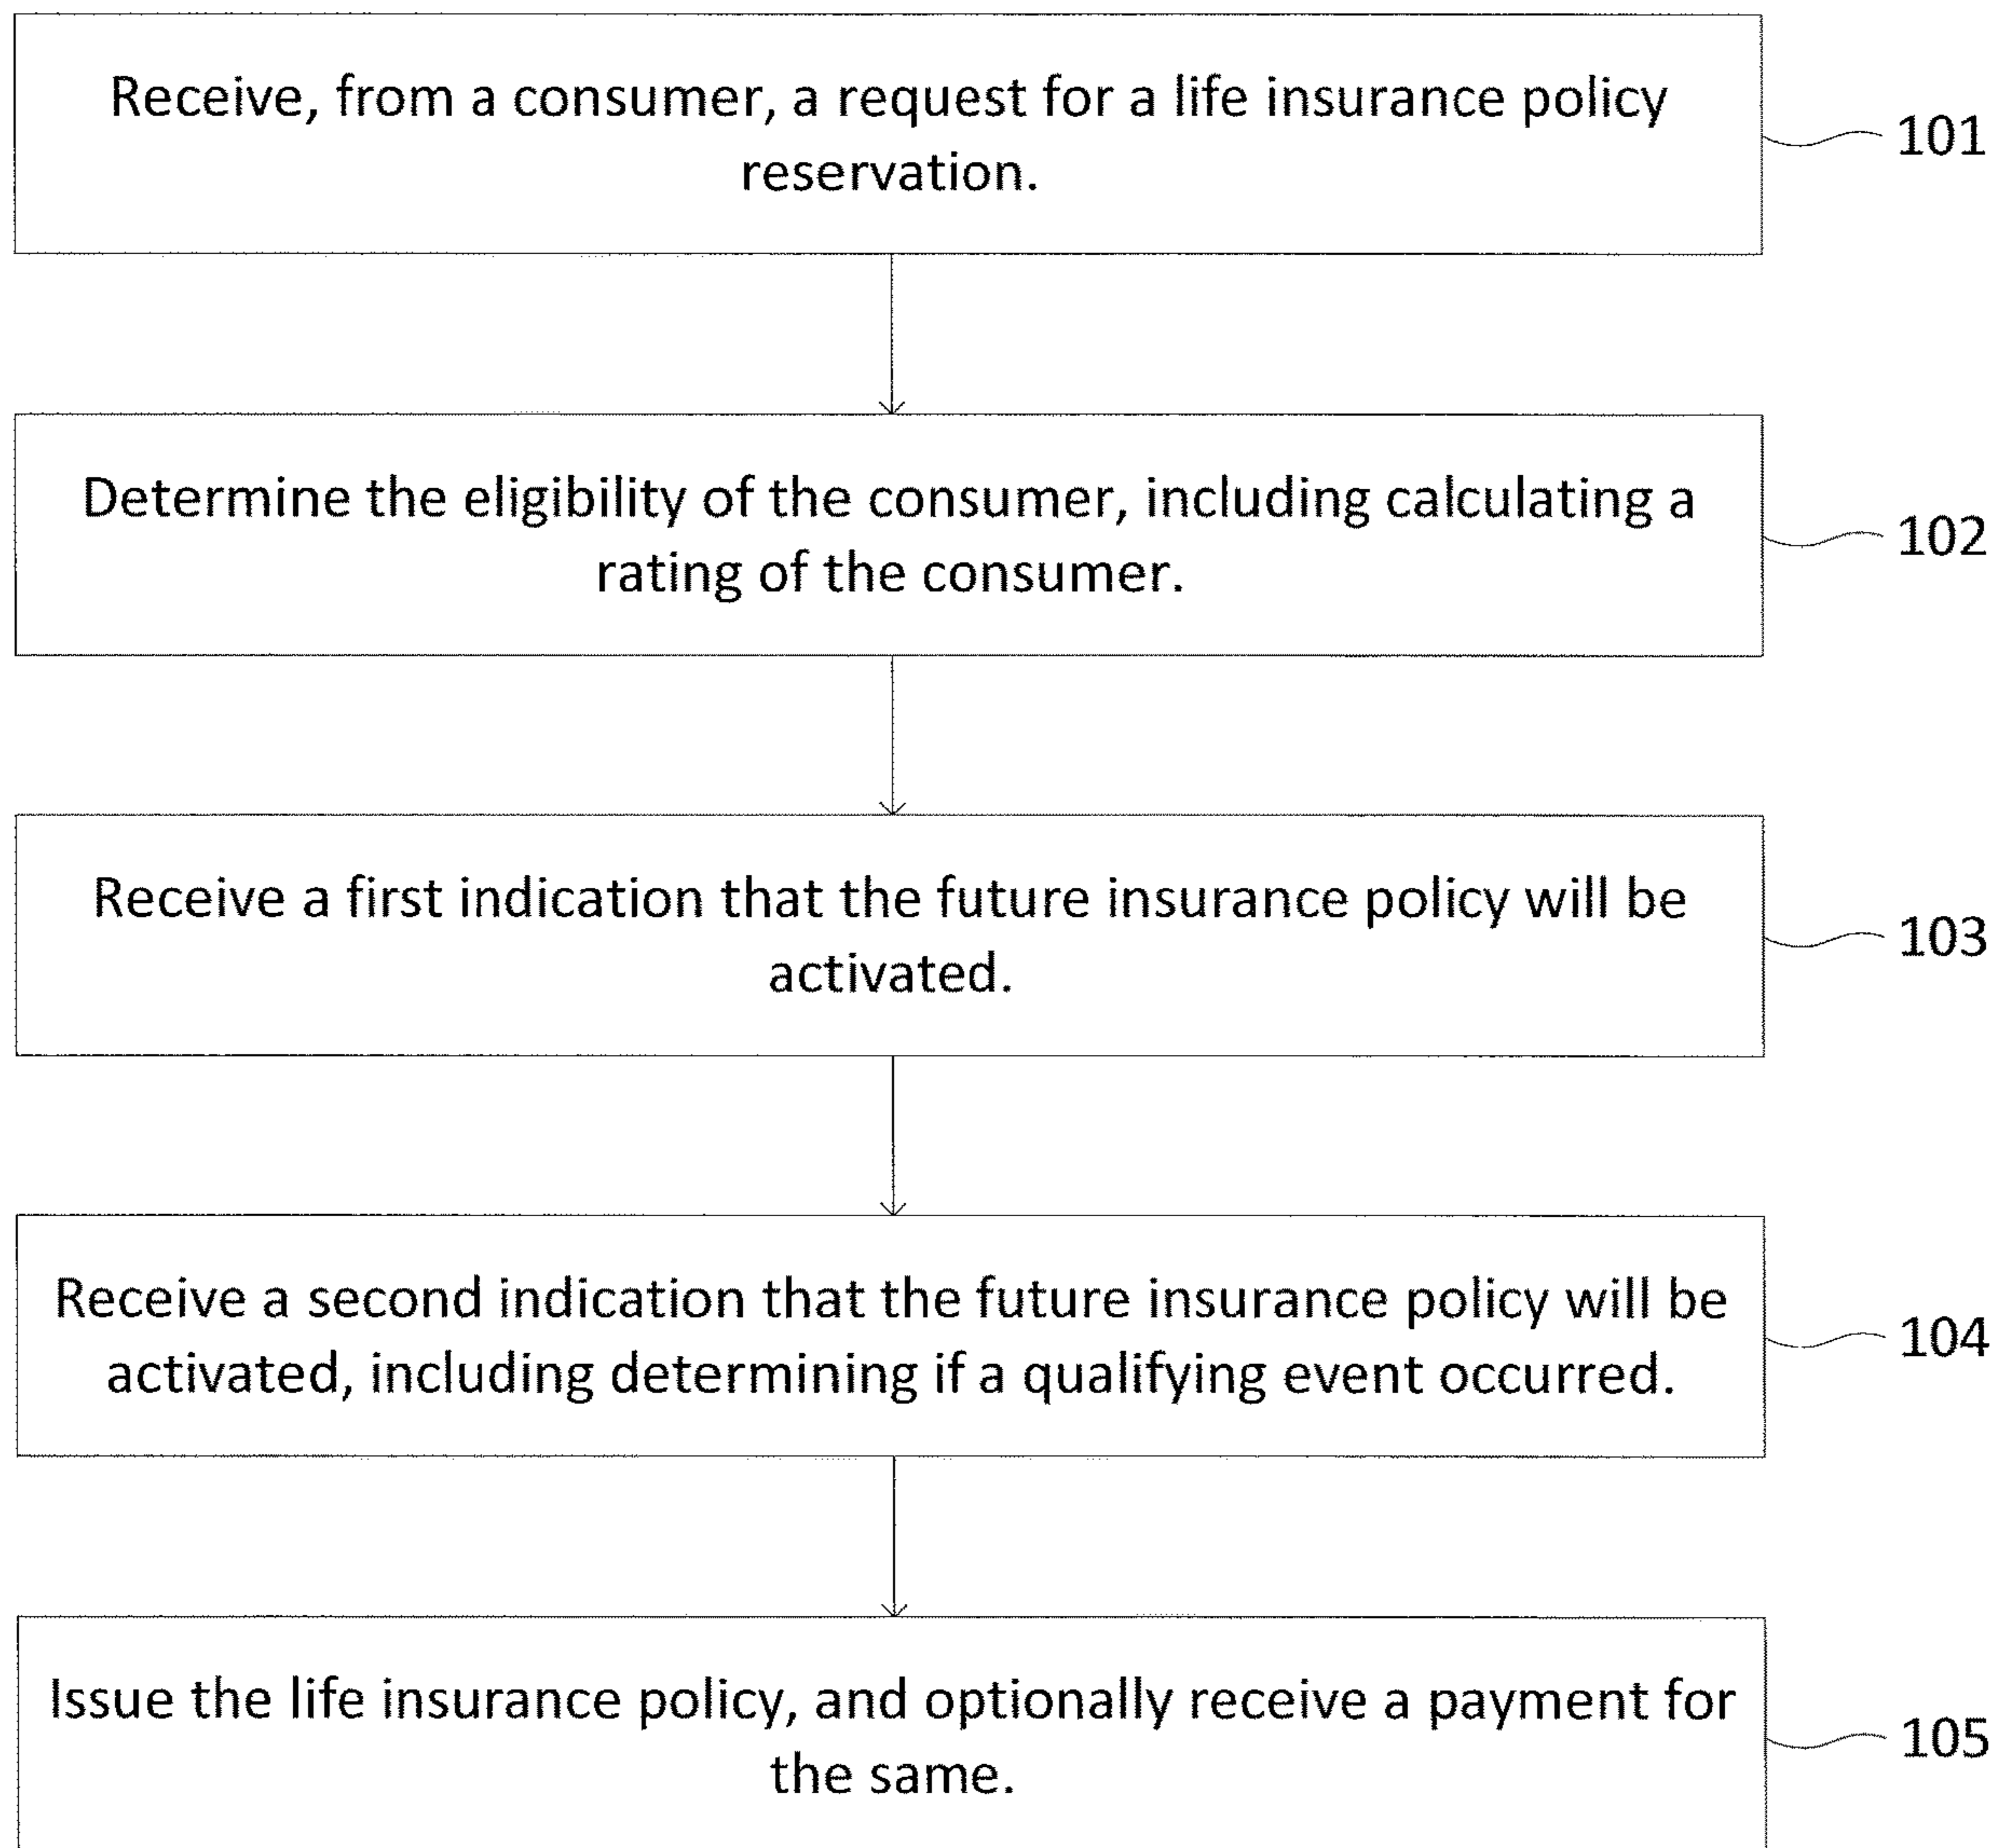 Receive, from a consumer, a request for a life insurance policy
reservation.
101
Determine the eligibility of the consumer, including calculating a
rating of the consumer.
102
Receive a first indication that the future insurance policy will be
activated.
103
Receive a second indication that the future insurance policy will be
activated, including determining if a qualifying event occurred.
104
Issue the life insurance policy, and optionally receive a payment for
the same.
105